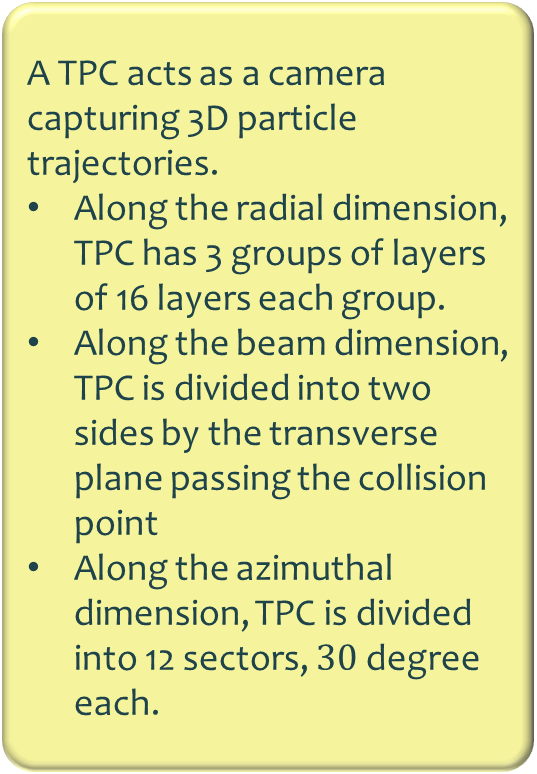 A TPC acts as a camera
capturing 3D particle
trajectories.
• Along the radial dimension,
TPC has 3 groups of layers
of 16 layers each group.
• Along the beam dimension,
TPC is divided into two
sides by the transverse
plane passing the collision
point
• Along the azimuthal
dimension, TPC is divided
into 12 sectors, 30 degree
each.